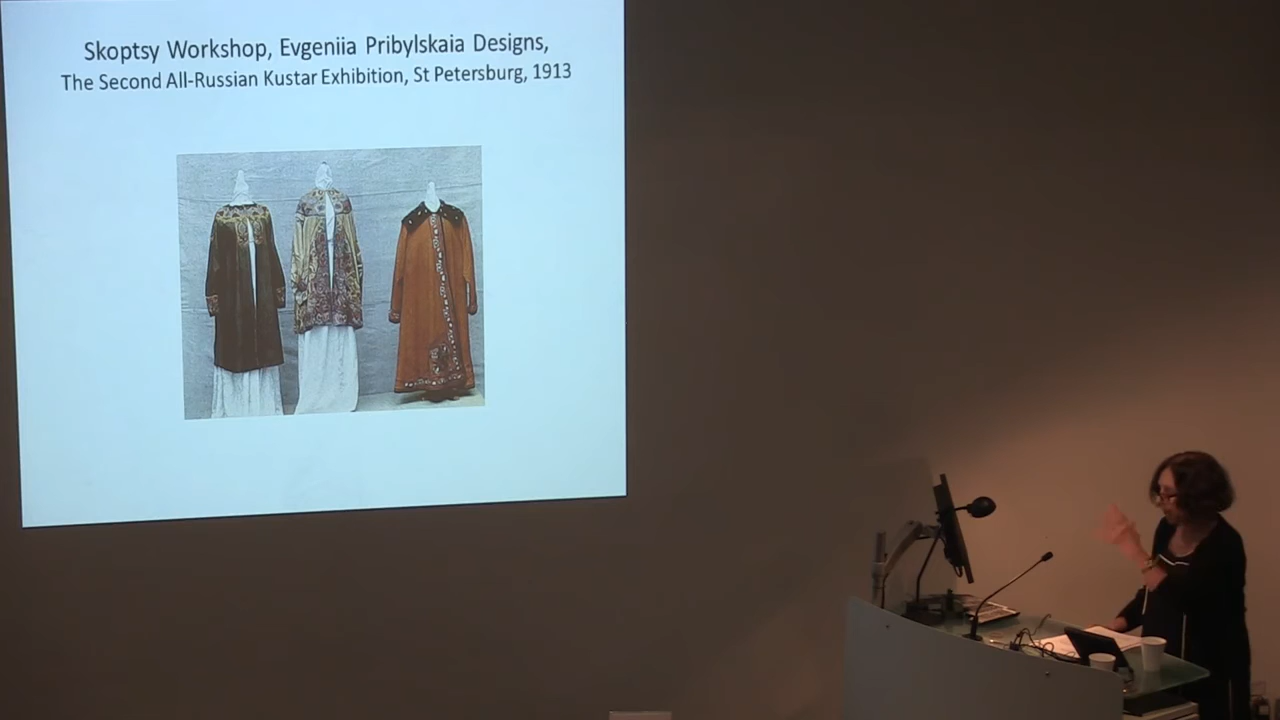 Skoptsy Workshop, Evgeniia Pribylskaia Designs,
The Second All-Russian Kustar Exhibition, St Petersburg, 1913